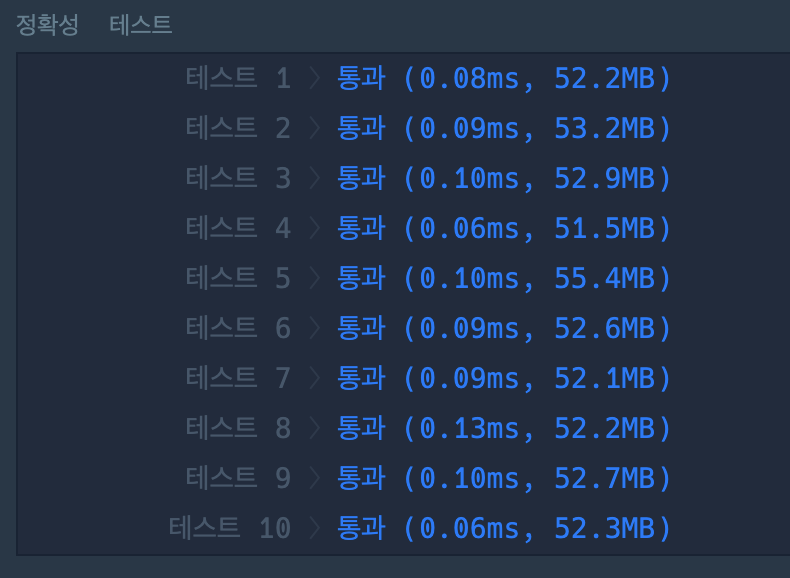 정확성 테스트
테스트 1 〉 통과 (0.08ms, 52.2MB)
테스트 2 〉 통과 (0.09ms, 53.2MB)
테스트 3 〉 통과 (0.10ms, 52.9MB)
테스트 4 〉 통과 (0.06ms, 51.5MB)
테스트 5 〉 통과 (0.10ms, 55.4MB)
테스트 6 〉 통과 (0.09ms, 52.6MB)
테스트 7 〉 통과 (0.09ms, 52.1MB)
테스트 8 〉 통과 (0.13ms, 52.2MB)
테스트 9 〉 통과 (0.10ms, 52.7MB)
테스트 10 〉 통과 (0.06ms, 52.3MB)